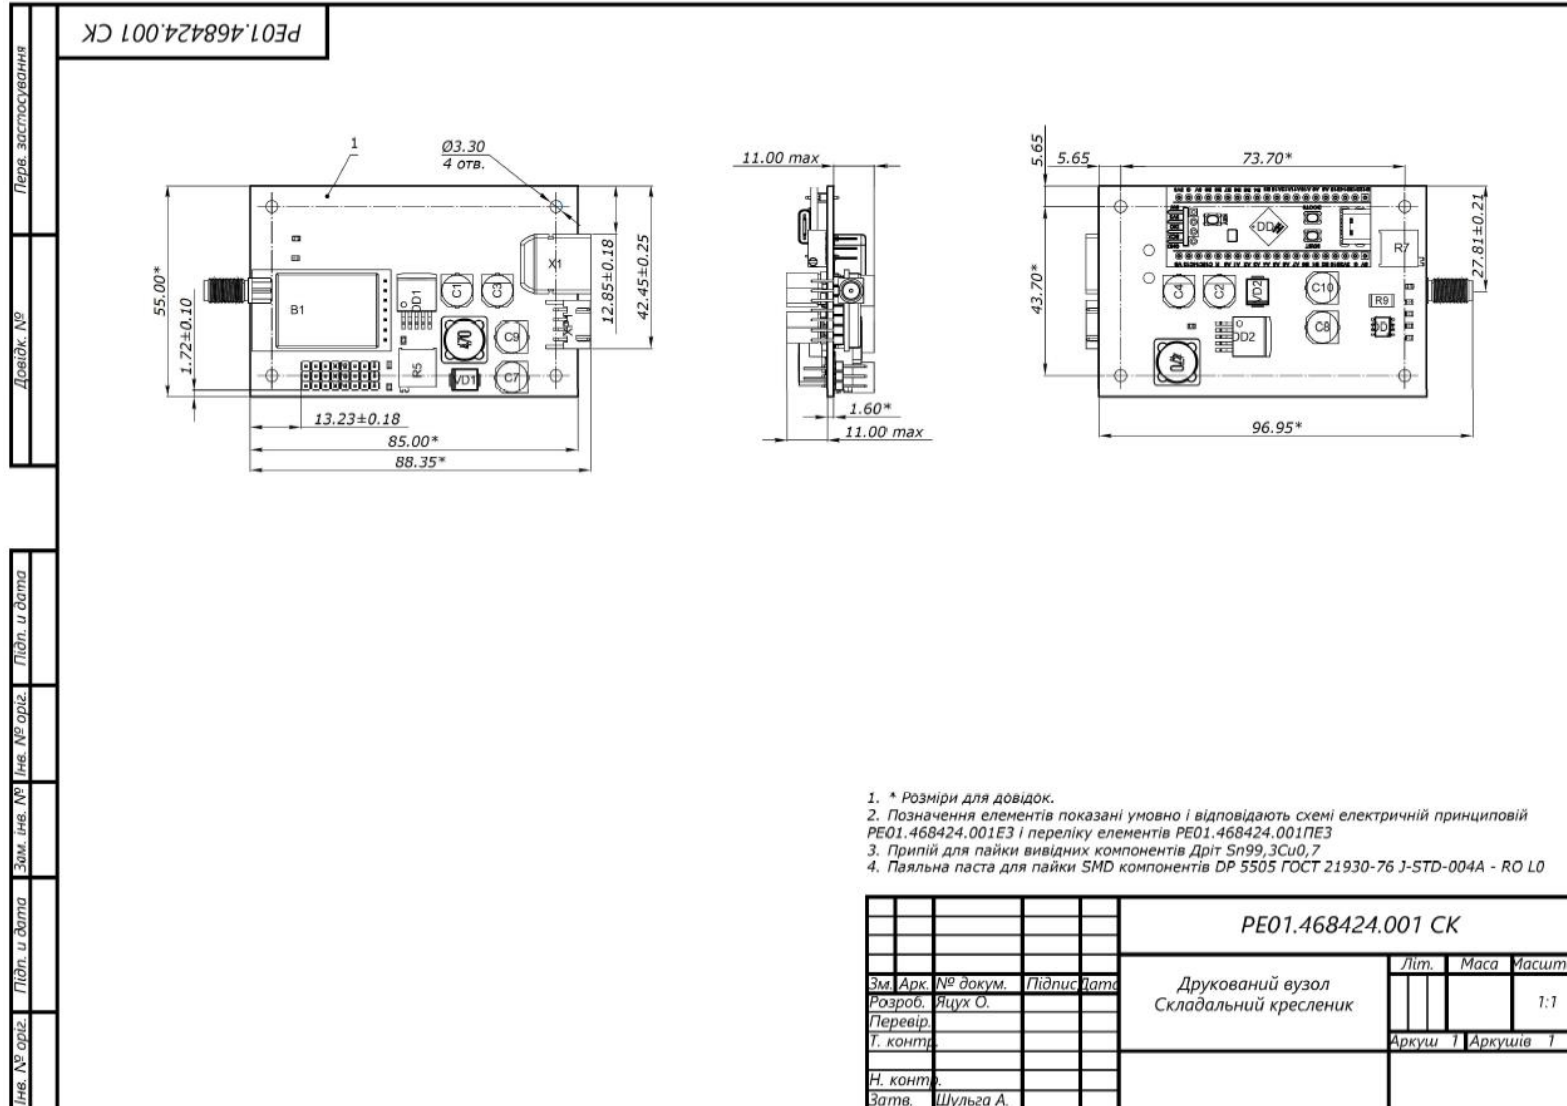 РЕ01.468424.001 СК
Перв. застосування
Довідк. №
Підп. и дата
Інв. № оріг.
Зам. інв. №
Підп. и дата
Інв. № оріг.
1
Ø3.30
4 отв.
55.00*
1.72±0.10
13.23±0.18
85.00*
88.35*
12.85±0.18
42.45±0.25
B1
DD1
C1
C3
X1
470
C9
R5
VD1
C7
11.00 max
1.60*
11.00 max
5.65
5.65
73.70*
43.70*
27.81±0.21
96.95*
R7
C4
C2
VD2
C10
R9
DD2
C8
470
1. * Розміри для довідок.
2. Позначення елементів показані умовно і відповідають схемі електричній принциповій
РЕ01.468424.001Е3 і переліку елементів РЕ01.468424.001ПЕ3
3. Припій для пайки вивідних компонентів Дріт Sn99,3Cu0,7
4. Паяльна паста для пайки SMD компонентів DP 5505 ГОСТ 21930-76 J-STD-004A - RO L0
РЕ01.468424.001 СК
Зм. Арк. № докум. Підпис Дата
Розроб. Яцух О.
Перевір.
Т. контр.
Н. контр.
Затв. Шульга А.
Друкований вузол
Складальний кресленик
Літ. Маса Масшт
1:1
Аркуш 1 Аркушів 1